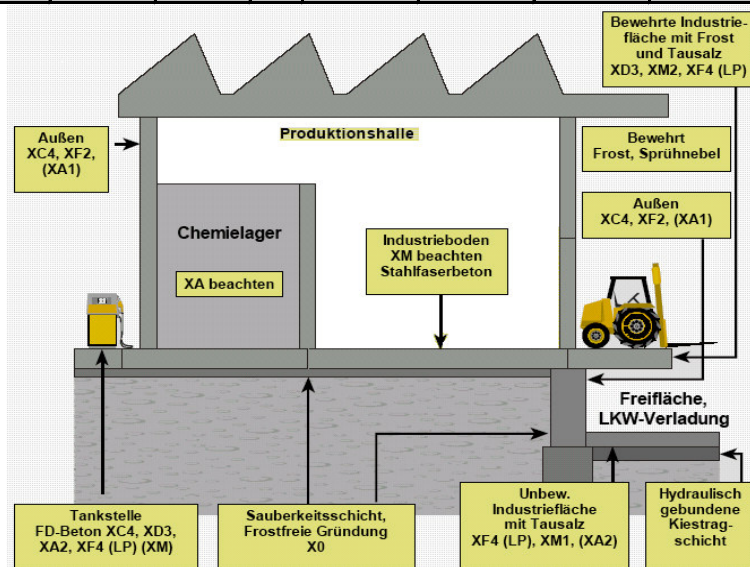 Bewehrte Industrie-
fläche mit Frost
und Tausalz
XD3, XM2, XF4 (LP)
Produktionshalle
Außen
XC4, XF2,
(XA1)
Bewehrt
Frost, Sprühnebel
Außen
XC4, XF2, (XA1)
Chemielager
XA beachten
Industrieboden
XM beachten
Stahlfaserbeton
Freifläche,
LKW-Verladung
Tankstelle
FD-Beton XC4, XD3,
XA2, XF4 (LP) (XM)
Sauberkeitsschicht,
Frostfreie Gründung
X0
Unbew.
Industriefläche
mit Tausalz
XF4 (LP), XM1, (XA2)
Hydraulisch
gebundene
Kiestrag-
schicht